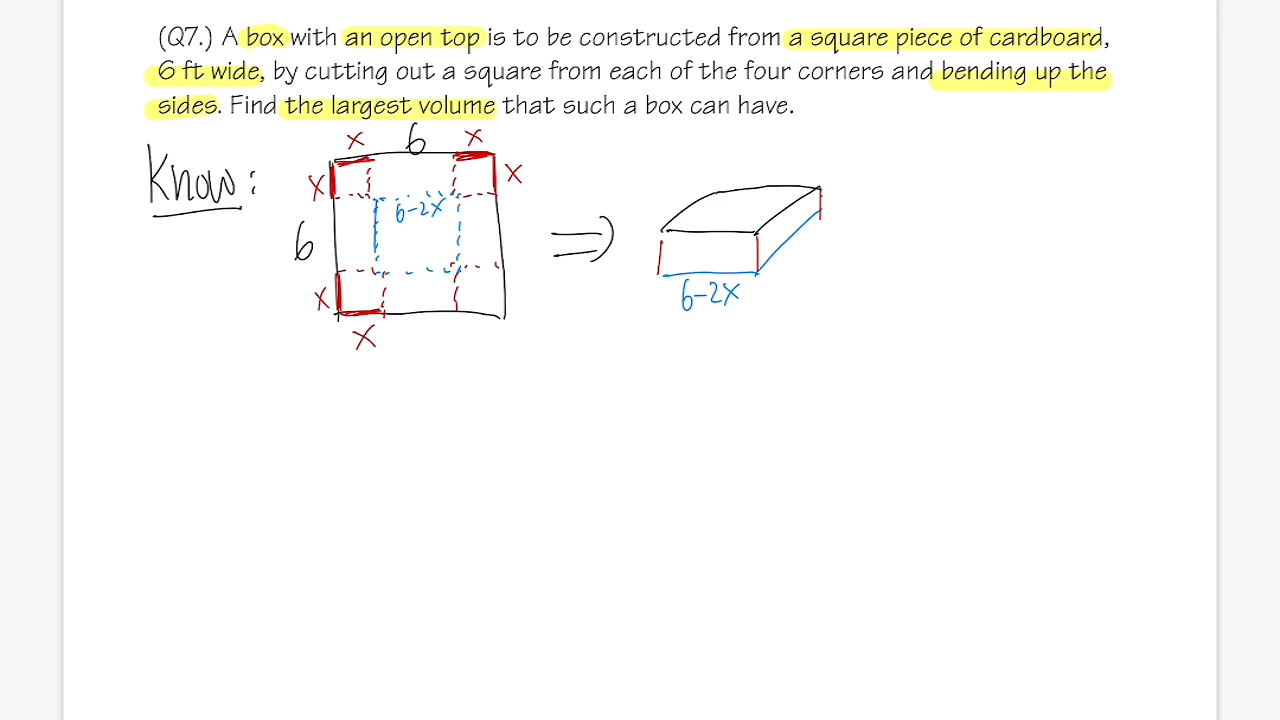 (Q7.) A box with an open top is to be constructed from a square piece of cardboard,
6 ft wide, by cutting out a square from each of the four corners and bending up the
sides. Find the largest volume that such a box can have.
x 6 x
Know: x x
6-2x
6 ⇒
x 6-2x
x